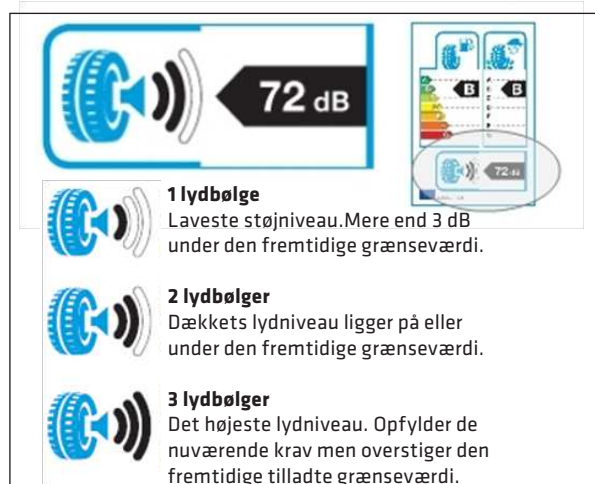 72 dB
B
B
72 dB
1 lydbølge
Laveste støjniveau.Mere end 3 dB
under den fremtidige grænseværdi.
2 lydbølger
Dækkets lydniveau ligger på eller
under den fremtidige grænseværdi.
3 lydbølger
Det højeste lydniveau. Opfylder de
nuværende krav men overstiger den
fremtidige tilladte grænseværdi.